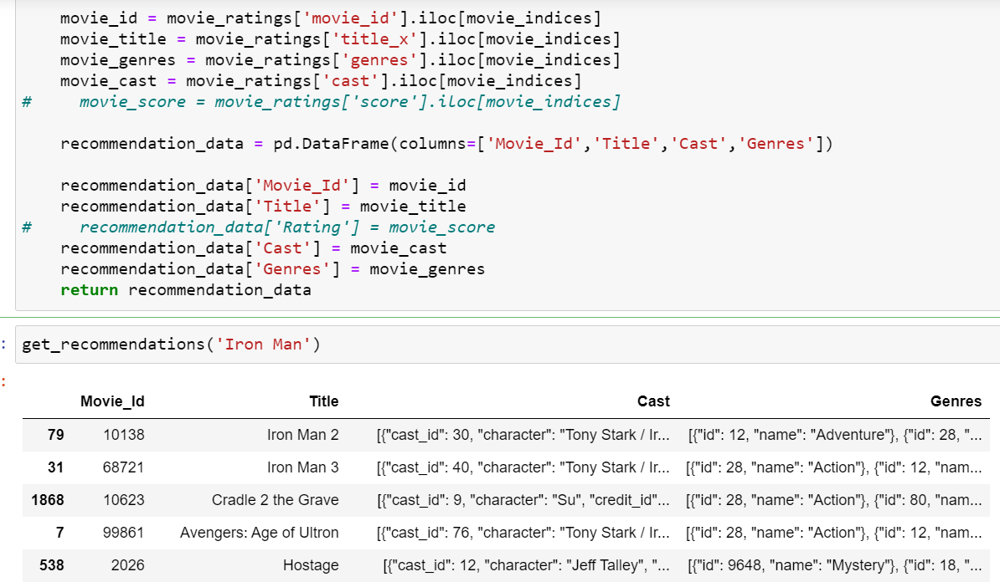 movie_id = movie_ratings['movie_id'].iloc[movie_indices]
movie_title = movie_ratings['title_x'].iloc[movie_indices]
movie_genres = movie_ratings['genres'].iloc[movie_indices]
movie_cast = movie_ratings['cast'].iloc[movie_indices]
# movie_score = movie_ratings['score'].iloc[movie_indices]
recommendation_data = pd.DataFrame(columns=['Movie_Id','Title','Cast','Genres'])
recommendation_data['Movie_Id'] = movie_id
recommendation_data['Title'] = movie_title
# recommendation_data['Rating'] = movie_score
recommendation_data['Cast'] = movie_cast
recommendation_data['Genres'] = movie_genres
return recommendation_data
: get_recommendations('Iron Man')
:
Movie_Id Title Cast Genres
79 10138 Iron Man 2 [{"cast_id": 30, "character": "Tony Stark / Ir... [{"id": 12, "name": "Adventure"}, {"id": 28, "...
31 68721 Iron Man 3 [{"cast_id": 40, "character": "Tony Stark / Ir... [{"id": 28, "name": "Action"}, {"id": 12, "nam...
1868 10623 Cradle 2 the Grave [{"cast_id": 9, "character": "Su", "credit_id"... [{"id": 28, "name": "Action"}, {"id": 80, "nam...
7 99861 Avengers: Age of Ultron [{"cast_id": 76, "character": "Tony Stark / Ir... [{"id": 28, "name": "Action"}, {"id": 12, "nam...
538 2026 Hostage [{"cast_id": 12, "character": "Jeff Talley", "... [{"id": 9648, "name": "Mystery"}, {"id": 18, "...